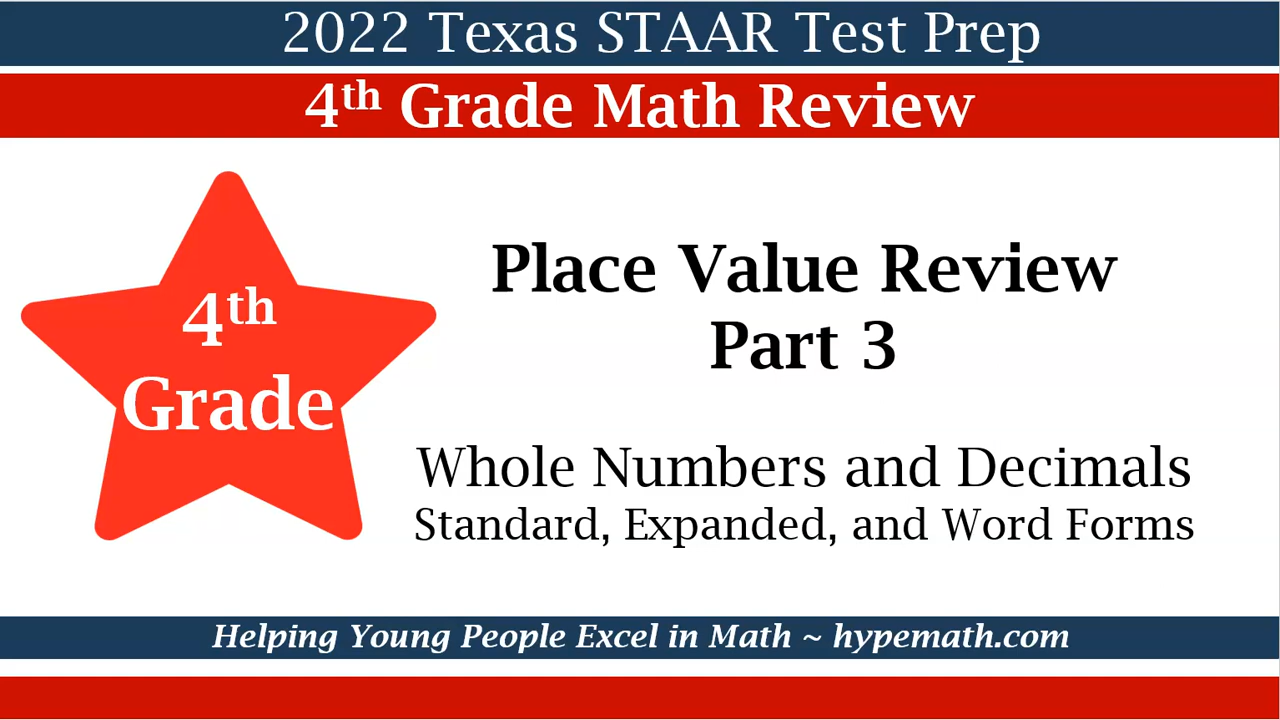 2022 Texas STAAR Test Prep
4th Grade Math Review
4th
Grade
Place Value Review
Part 3
Whole Numbers and Decimals
Standard, Expanded, and Word Forms
Helping Young People Excel in Math ~ hypemath.com